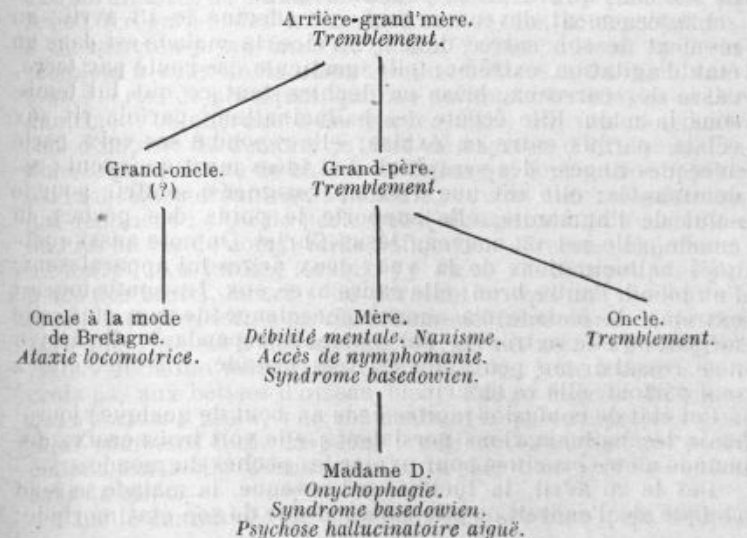 Arrière-grand'mère.
Tremblement.
Grand-oncle.
(?)
Grand-père.
Tremblement.
Oncle à la mode
de Bretagne.
Ataxie locomotrice.
Mère.
Débilité mentale. Nanisme.
Accès de nymphomanie.
Syndrome basedowien.
Oncle.
Tremblement.
Madame D.
Onychophagie.
Syndrome basedowien.
Psychose hallucinatoire aiguë.